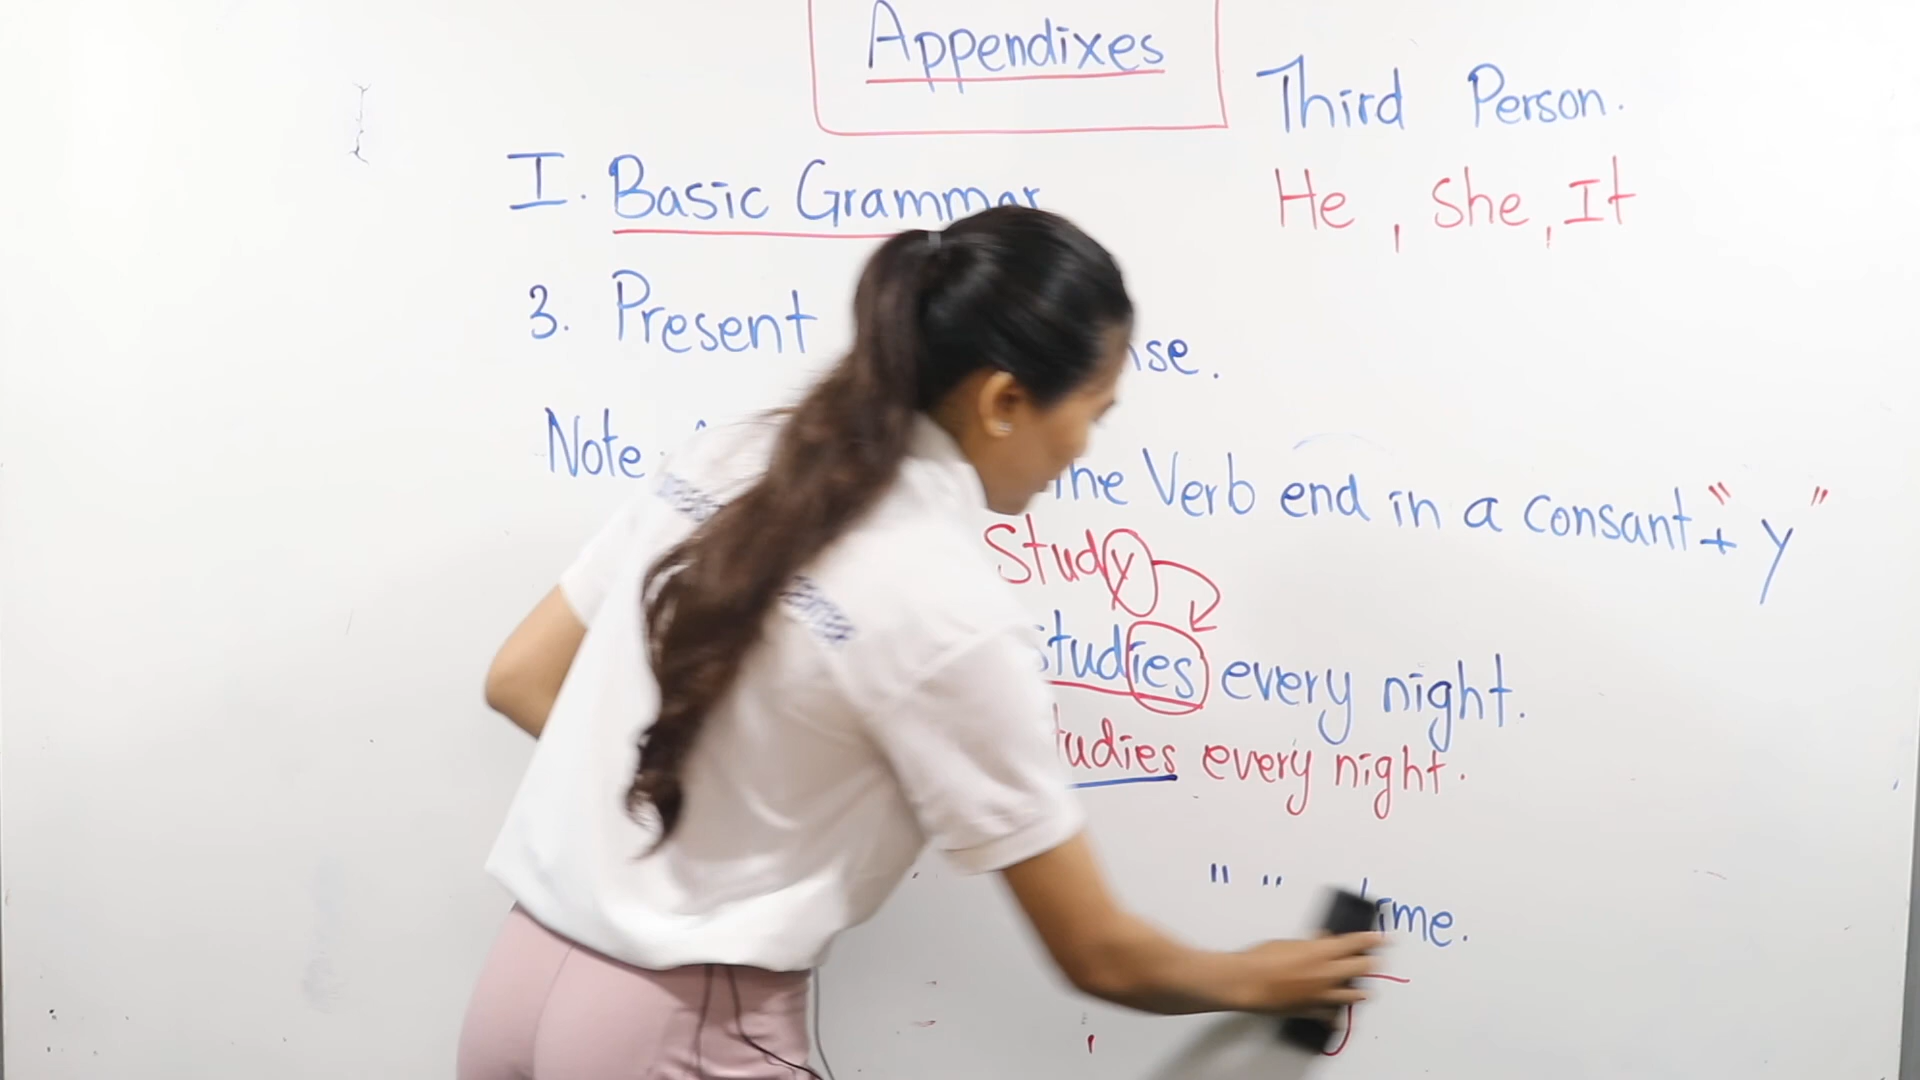 Appendixes
Third Person.
He, She, It
I. Basic Grammar
3. Present
Note
the Verb end in a consant + "y"
Study
studies every night.
studies every night.
time.